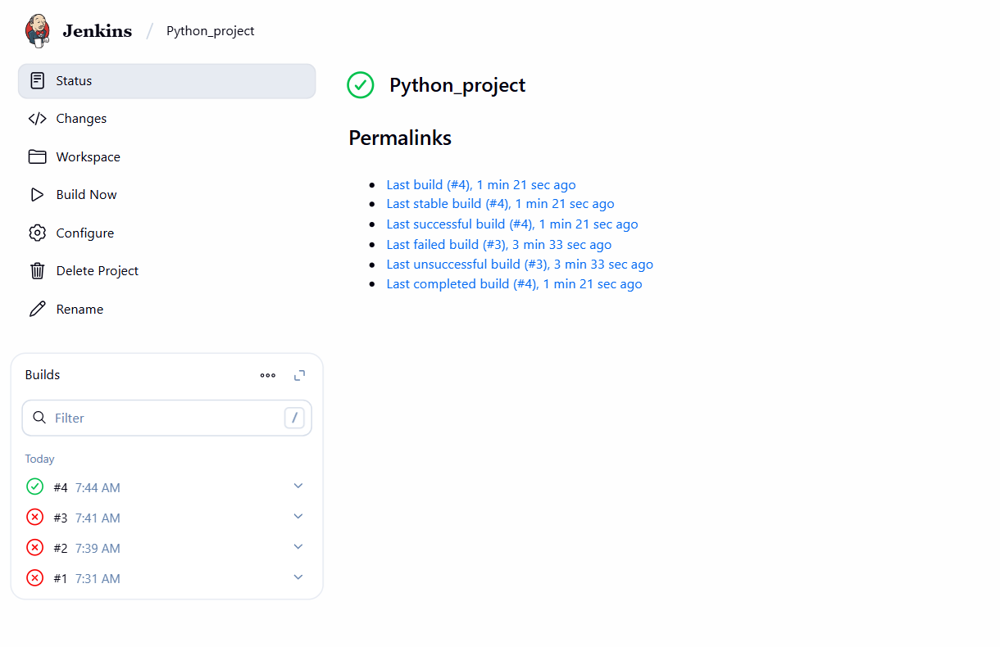 Jenkins / Python_project
Status
Changes
Workspace
Build Now
Configure
Delete Project
Rename
Python_project
Permalinks
Last build (#4), 1 min 21 sec ago
Last stable build (#4), 1 min 21 sec ago
Last successful build (#4), 1 min 21 sec ago
Last failed build (#3), 3 min 33 sec ago
Last unsuccessful build (#3), 3 min 33 sec ago
Last completed build (#4), 1 min 21 sec ago
Builds
Filter /
Today
#4 7:44 AM
#3 7:41 AM
#2 7:39 AM
#1 7:31 AM